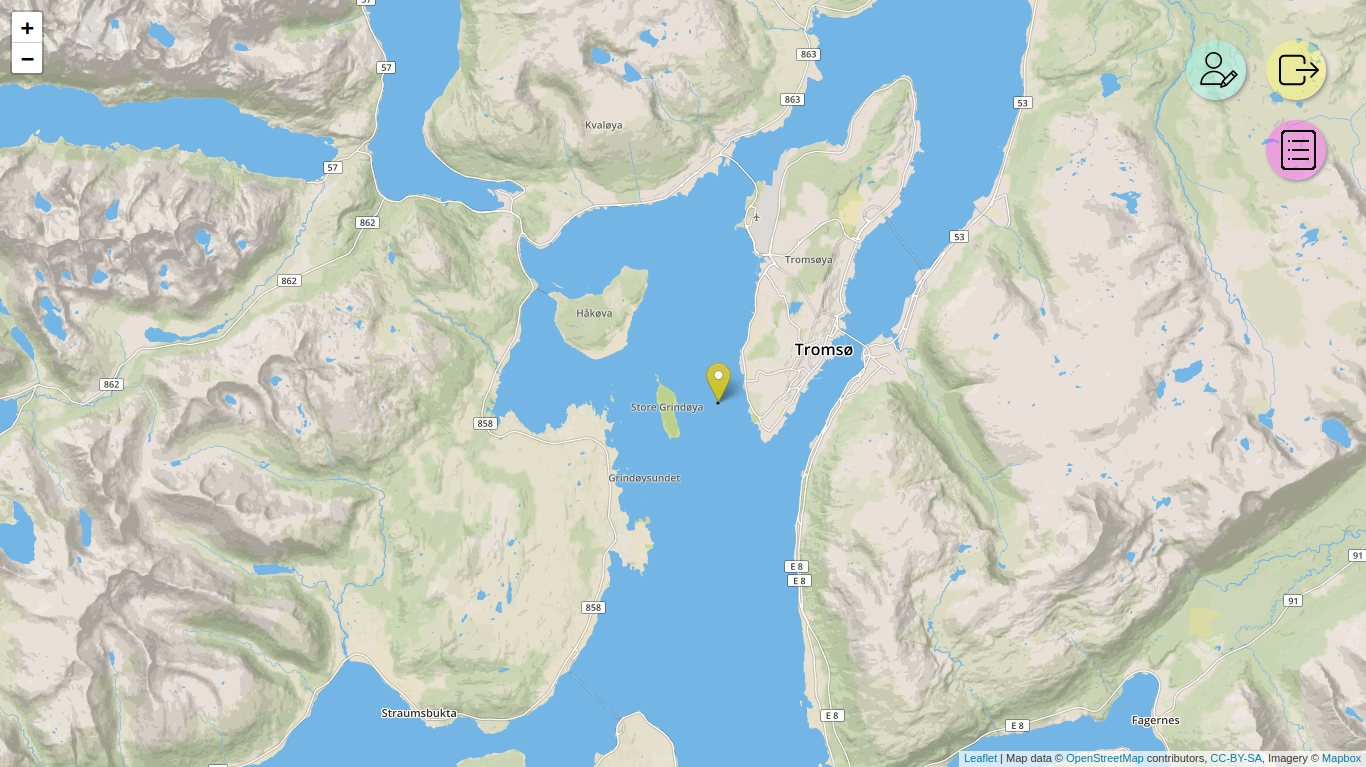 57
+
−
57
863
863
53
Kvaløya
57
862
53
Tromsøya
862
Håkøya
Tromsø
862
Store Grindøya
858
Grindøysundet
91
E 8
E 8
91
858
Straumsbukta
E 8
Fagernes
E 8
Leaflet | Map data © OpenStreetMap contributors, CC-BY-SA, Imagery © Mapbox